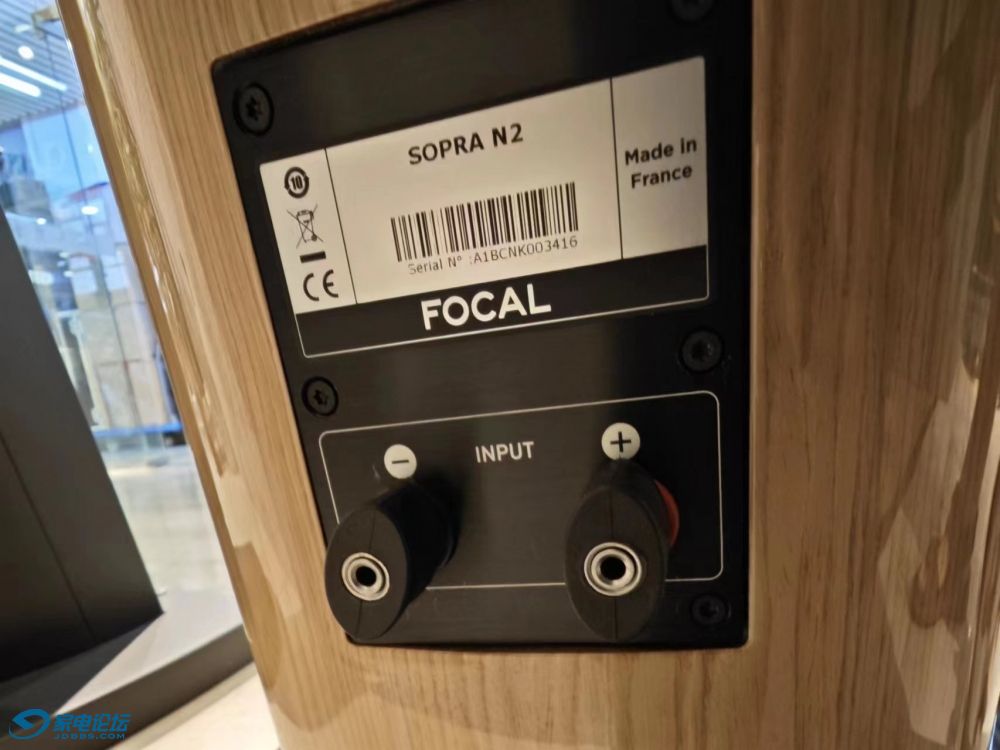 SOPRA N2
Made in
France
10
Serial N° :A1BCNK003416
CE
FOCAL
−
INPUT
+
家电论坛
JDBBS.COM